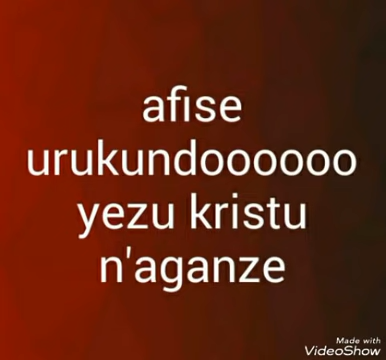 afise
urukundoooooo
yezu kristu
n'aganze
Made with
VideoShow